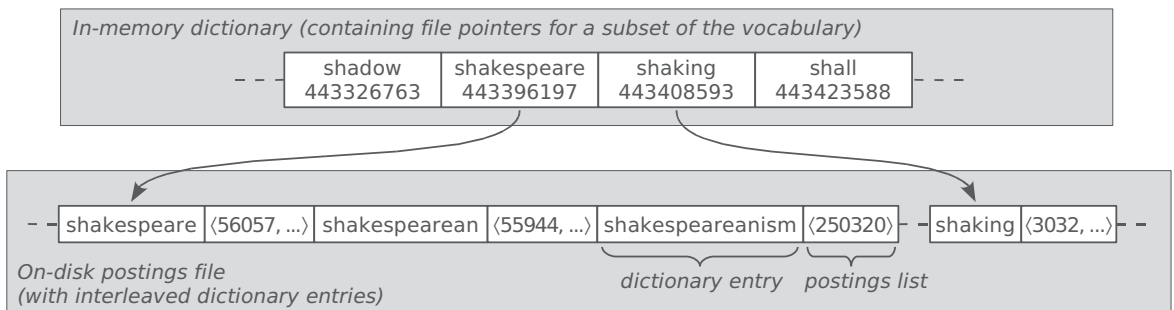 In-memory dictionary (containing file pointers for a subset of the vocabulary)
shadow shakespeare shaking shall
443326763 443396197 443408593 443423588
shakespeare ⟨56057, ...⟩ shakespearean ⟨55944, ...⟩ shakespeareanism ⟨250320⟩ shaking ⟨3032, ...⟩
On-disk postings file
(with interleaved dictionary entries)
dictionary entry postings list